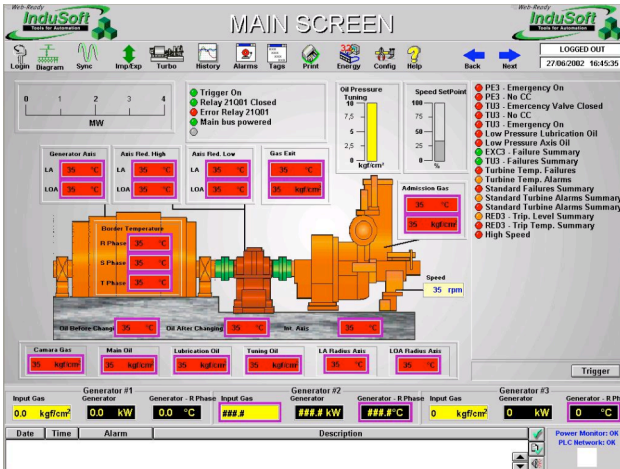 Web-Ready
InduSoft
Tools for Automation
MAIN SCREEN
Web-Ready
InduSoft
Tools for Automation
Login Diagram Sync Imp/Exp Turbo History Alarms Tags Print Energy Config Help Back Next
LOGGED OUT
27/06/2002 16:45:35
0 1 2 3 4
MW
Trigger On
Relay 21Q01 Closed
Error Relay 21Q01
Main bus powered
Oil Pressure
Tuning
10
7,5
5
2,5
0
kgf/cm²
Speed SetPoint
100
75
50
25
0
%
PE3 - Emergency On
PE3 - No CC
TU3 - Emercency Valve Closed
TU3 - No CC
TU3 - Emergency On
Low Pressure Lubrication Oil
Low Pressure Axis Oil
EXC3 - Failure Summary
TU3 - Failures Summary
Turbine Temp. Failures
Turbine Temp. Alarms
Standard Failures Summary
Standard Turbine Alarms Summary
Standard Turbine Alarms Summary
RED3 - Trip. Level Summary
RED3 - Trip Temp. Summary
High Speed
Generator Axis
LA 35 °C
LOA 35 °C
Axis Red. High
LA 35 °C
LOA 35 °C
Axis Red. Low
LA 35 °C
LOA 35 °C
Gas Exit
35 °C
35 kgf/cm²
Admission Gas
35 °C
35 kgf/cm²
Border Temperature
R Phase 35 °C
S Phase 35 °C
T Phase 35 °C
Speed
35 rpm
Oil Before Changi 35 °C Oil After Changing 35 °C Int. Axis 35 °C
Camara Gas Main Oil Lubrication Oil Tuning Oil LA Radius Axis LOA Radius Axis
35 kgf/cm² 35 kgf/cm² 35 kgf/cm² 35 kgf/cm² 35 °C 35 °C
Trigger
Generator #1 Generator #2 Generator #3
Input Gas Generator Generator - R Phase Input Gas Generator Generator - R Phase Input Gas Generator Generator - R Ph
0.0 kgf/cm² 0.0 kW 0.0 °C ###.# ###.# kW ###.#°C 0 kgf/cm² 0 kW 0 °C
Date Time Alarm Description
Power Monitor: OK
PLC Network: OK